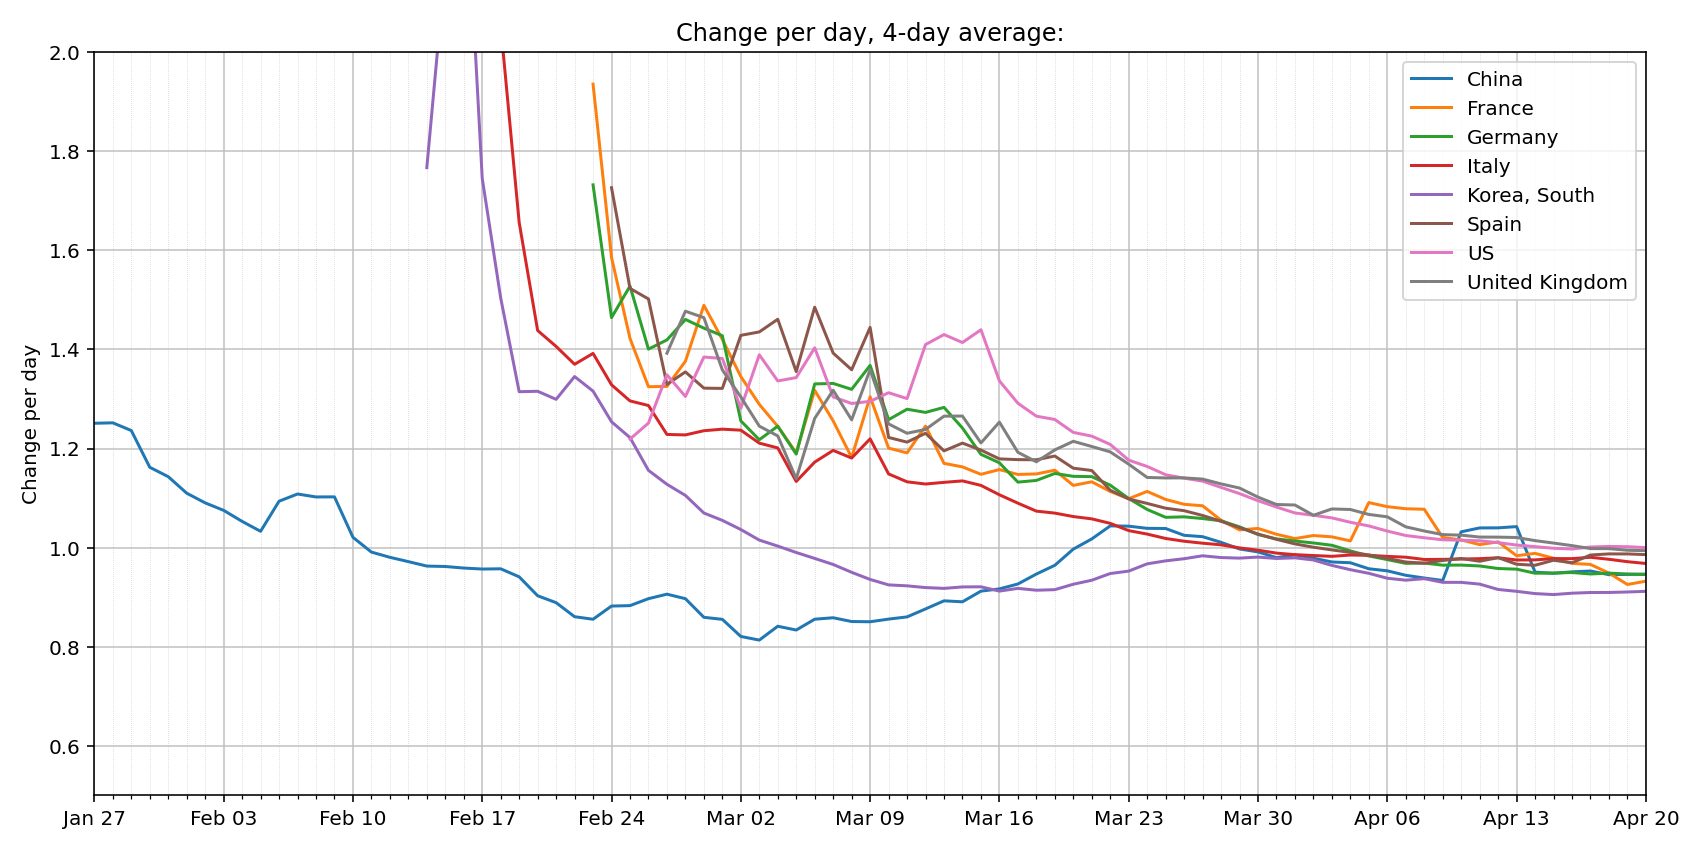 Change per day, 4-day average:
Change per day
2.0
1.8
1.6
1.4
1.2
1.0
0.8
0.6
China
France
Germany
Italy
Korea, South
Spain
US
United Kingdom
Jan 27 Feb 03 Feb 10 Feb 17 Feb 24 Mar 02 Mar 09 Mar 16 Mar 23 Mar 30 Apr 06 Apr 13 Apr 20